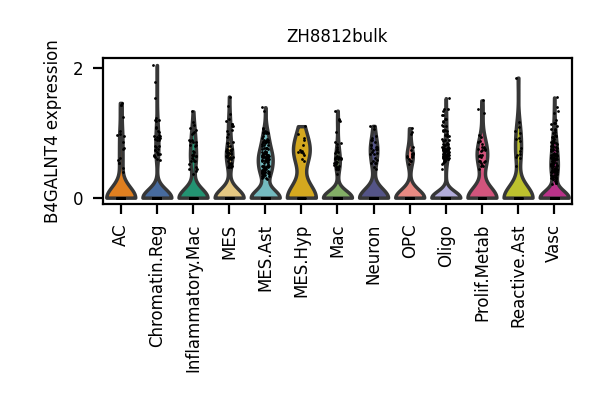 ZH8812bulk
B4GALNT4 expression
2
0
AC
Chromatin.Reg
Inflammatory.Mac
MES
MES.Ast
MES.Hyp
Mac
Neuron
OPC
Oligo
Prolif.Metab
Reactive.Ast
Vasc